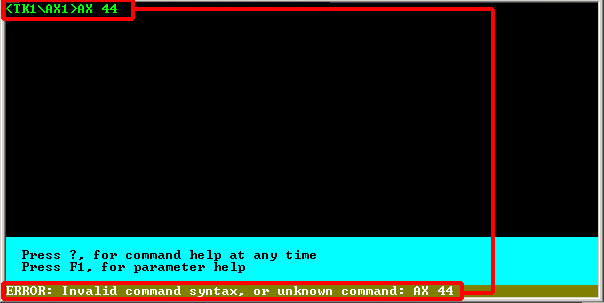 <TK1\AX1>AX 44
Press ?, for command help at any time
Press F1, for parameter help
ERROR: Invalid command syntax, or unknown command: AX 44